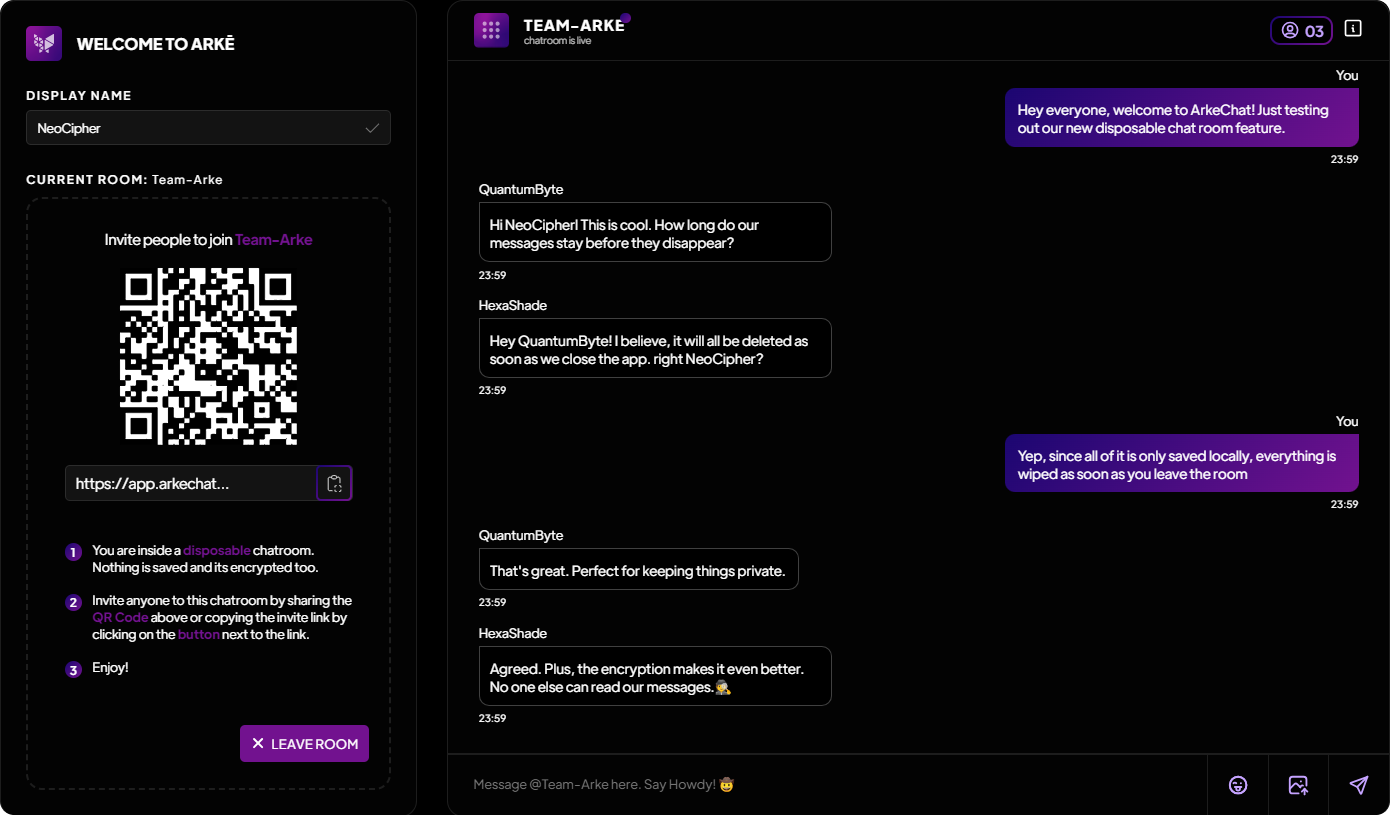 WELCOME TO ARKĒ
DISPLAY NAME
NeoCipher
CURRENT ROOM: Team-Arke
Invite people to join Team-Arke
https://app.arkechat...
1 You are inside a disposable chatroom.
Nothing is saved and its encrypted too.
2 Invite anyone to this chatroom by sharing the
QR Code above or copying the invite link by
clicking on the button next to the link.
3 Enjoy!
LEAVE ROOM
TEAM-ARKE
chatroom is live
03
You
Hey everyone, welcome to ArkeChat! Just testing
out our new disposable chat room feature.
23:59
QuantumByte
Hi NeoCipher! This is cool. How long do our
messages stay before they disappear?
23:59
HexaShade
Hey QuantumByte! I believe, it will all be deleted as
soon as we close the app. right NeoCipher?
23:59
You
Yep, since all of it is only saved locally, everything is
wiped as soon as you leave the room
23:59
QuantumByte
That's great. Perfect for keeping things private.
23:59
HexaShade
Agreed. Plus, the encryption makes it even better.
No one else can read our messages.🕵️
23:59
Message @Team-Arke here. Say Howdy! 🤠